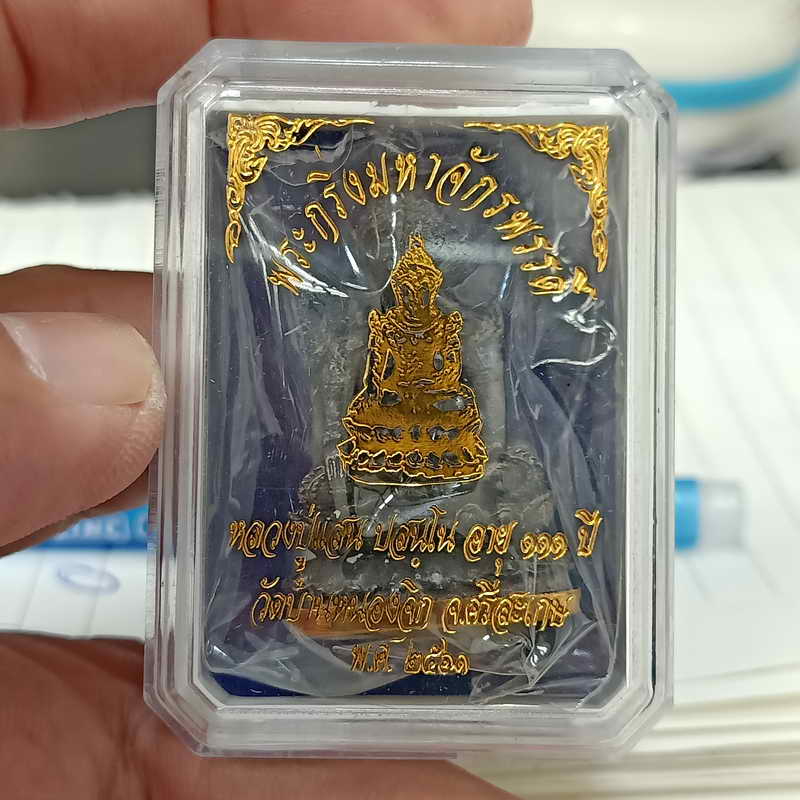 พระกริ่งมหาจักรพรรดิ์
หลวงปู่แสน ปสนฺโน อายุ ๑๑๑ ปี
วัดบ้านหนองจิก จ.ศรีสะเกษ
พ.ศ. ๒๕๖๑